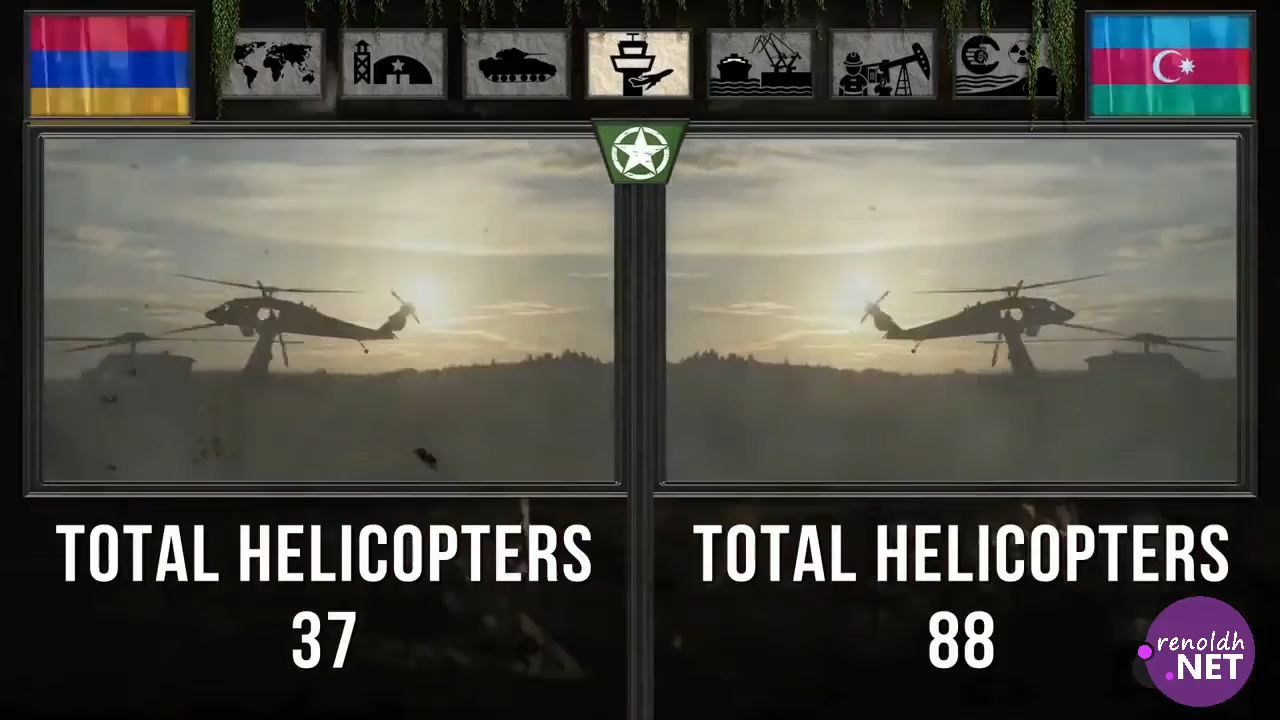 TOTAL HELICOPTERS
37
TOTAL HELICOPTERS
88
renoldh
.NET